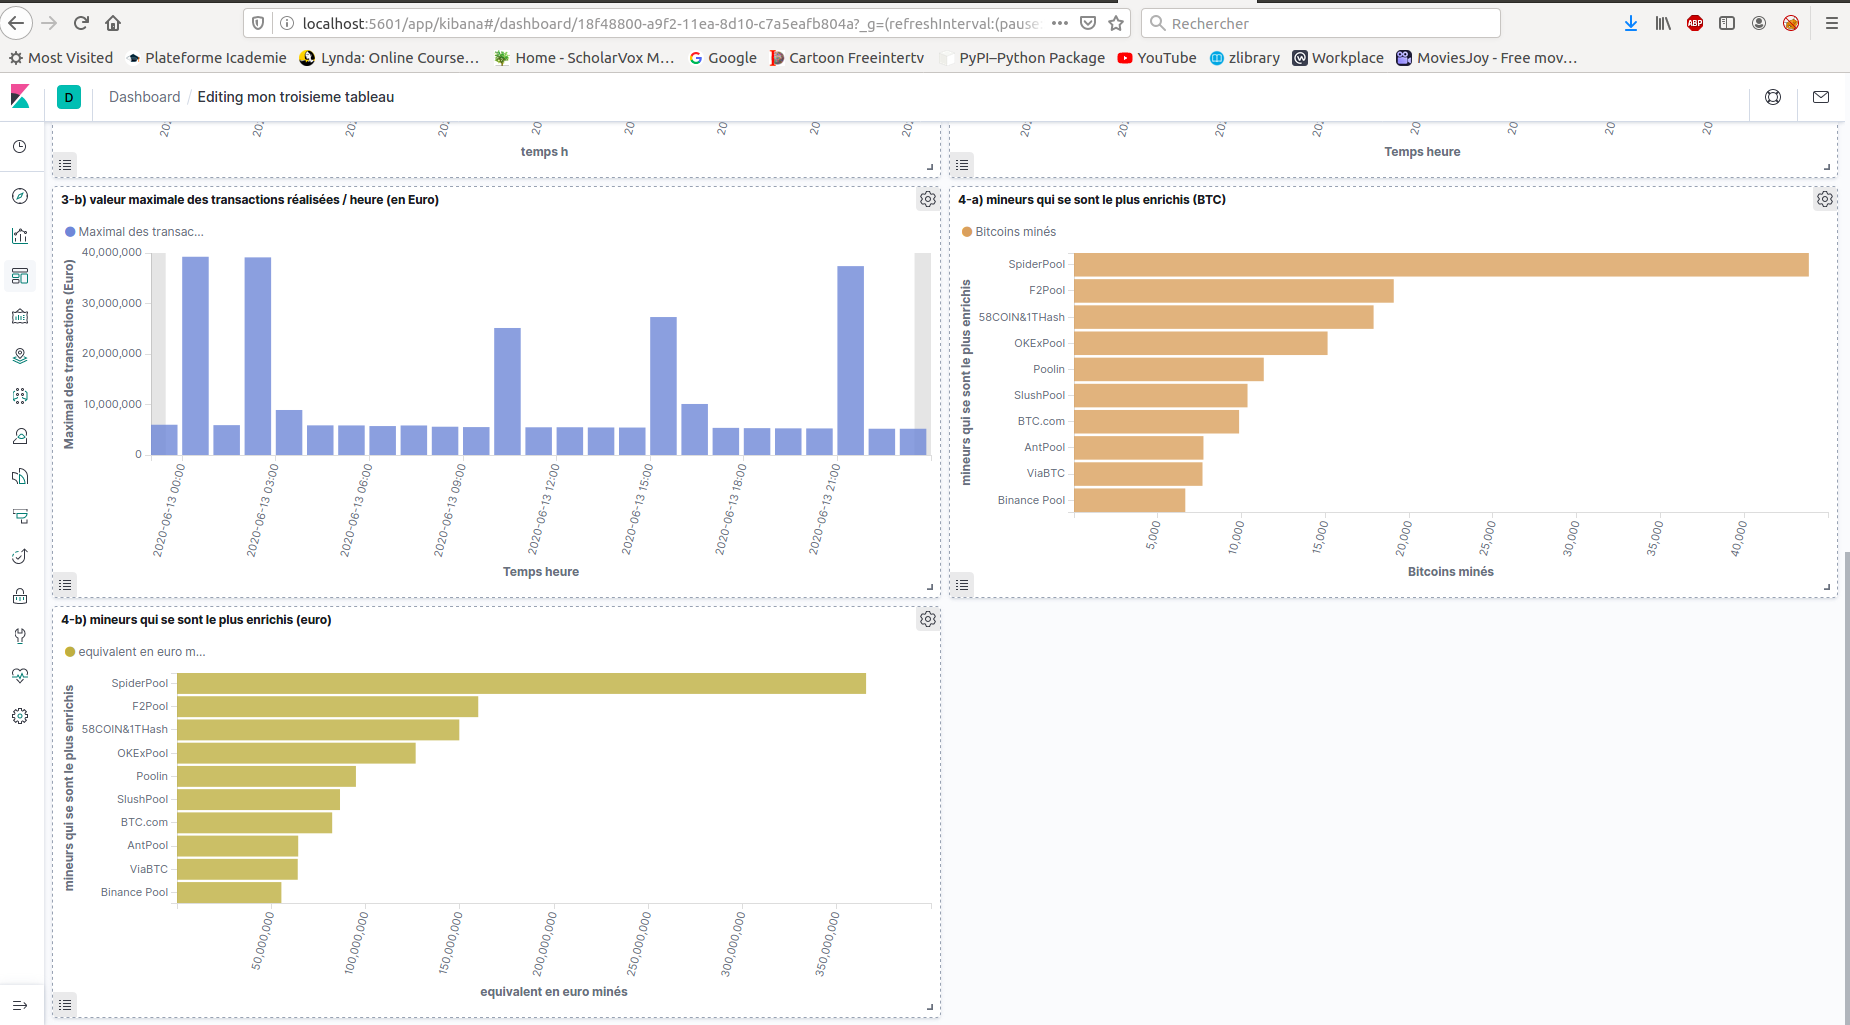 localhost:5601/app/kibana#/dashboard/18f48800-a9f2-11ea-8d10-c7a5eafb804a?_g=(refreshInterval:(pause:
Rechercher
Most Visited
Plateforme Icademie
Lynda: Online Course…
Home - ScholarVox M…
Google
Cartoon Freeintertv
PyPI–Python Package
YouTube
zlibrary
Workplace
MoviesJoy - Free mov…
D
Dashboard / Editing mon troisieme tableau
temps h
Temps heure
3-b) valeur maximale des transactions réalisées / heure (en Euro)
Maximal des transac...
Maximal des transactions (Euro)
40,000,000
30,000,000
20,000,000
10,000,000
0
2020-06-13 00:00
2020-06-13 03:00
2020-06-13 06:00
2020-06-13 09:00
2020-06-13 12:00
2020-06-13 15:00
2020-06-13 18:00
2020-06-13 21:00
Temps heure
4-a) mineurs qui se sont le plus enrichis (BTC)
Bitcoins minés
mineurs qui se sont le plus enrichis
SpiderPool
F2Pool
58COIN&1THash
OKExPool
Poolin
SlushPool
BTC.com
AntPool
ViaBTC
Binance Pool
5,000
10,000
15,000
20,000
25,000
30,000
35,000
40,000
Bitcoins minés
4-b) mineurs qui se sont le plus enrichis (euro)
equivalent en euro m...
mineurs qui se sont le plus enrichis
SpiderPool
F2Pool
58COIN&1THash
OKExPool
Poolin
SlushPool
BTC.com
AntPool
ViaBTC
Binance Pool
50,000,000
100,000,000
150,000,000
200,000,000
250,000,000
300,000,000
350,000,000
equivalent en euro minés